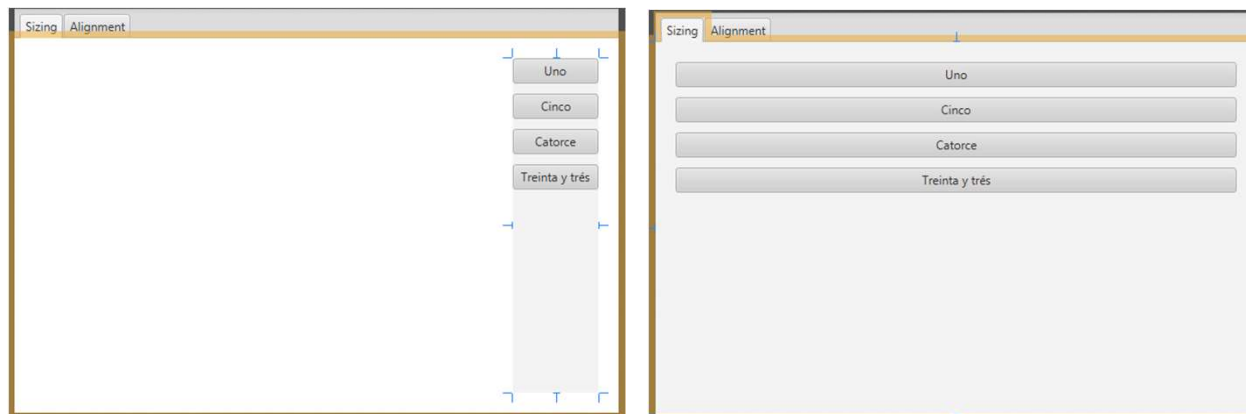 Sizing Alignment
Uno
Cinco
Catorce
Treinta y trés
Sizing Alignment
Uno
Cinco
Catorce
Treinta y trés